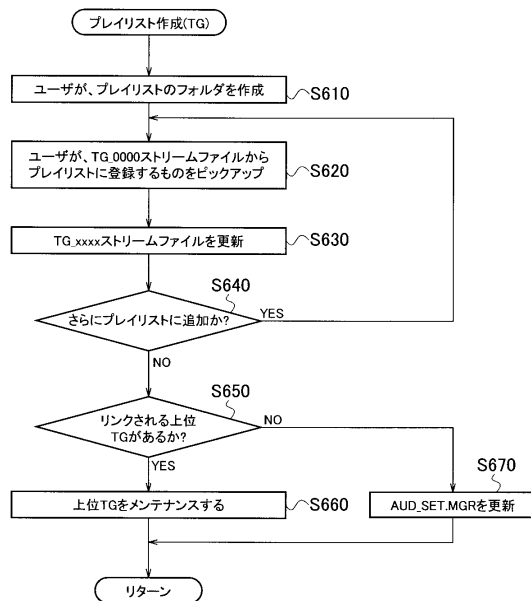 プレイリスト作成(TG)
ユーザが、プレイリストのフォルダを作成
S610
ユーザが、TG_0000ストリームファイルから
プレイリストに登録するものをピックアップ
S620
TG_xxxxストリームファイルを更新
S630
S640
さらにプレイリストに追加か?
YES
NO
S650
リンクされる上位
TGがあるか?
NO
YES
S670
上位TGをメンテナンスする
S660
AUD_SET.MGRを更新
リターン